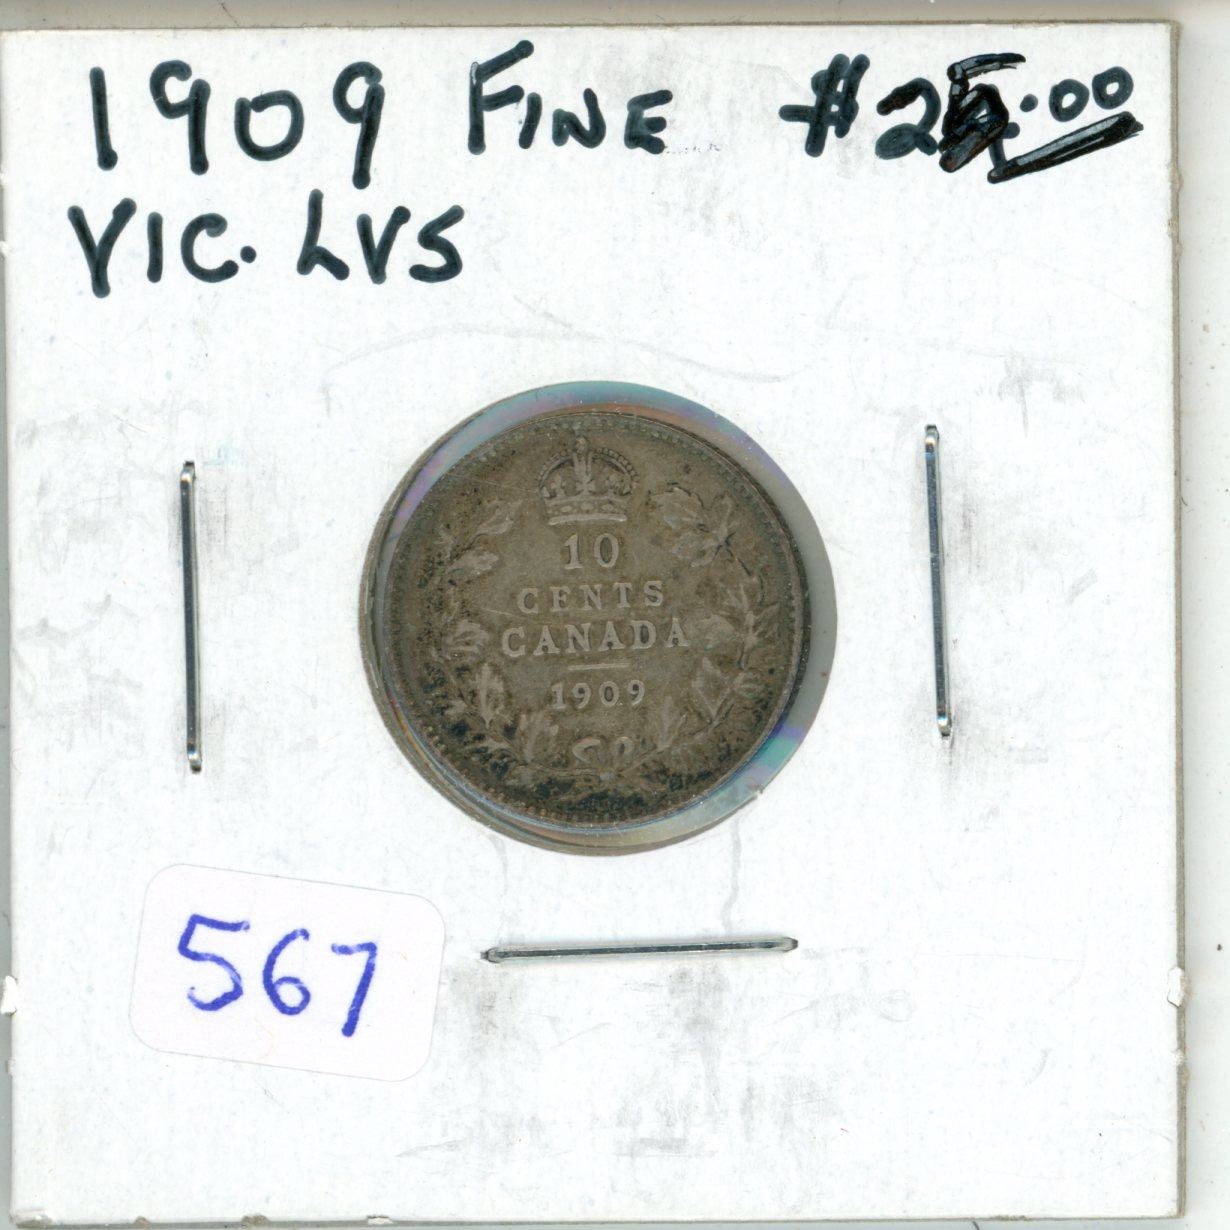 1909 FINE $25.00
VIC. LVS
10
CENTS
CANADA
1909
567